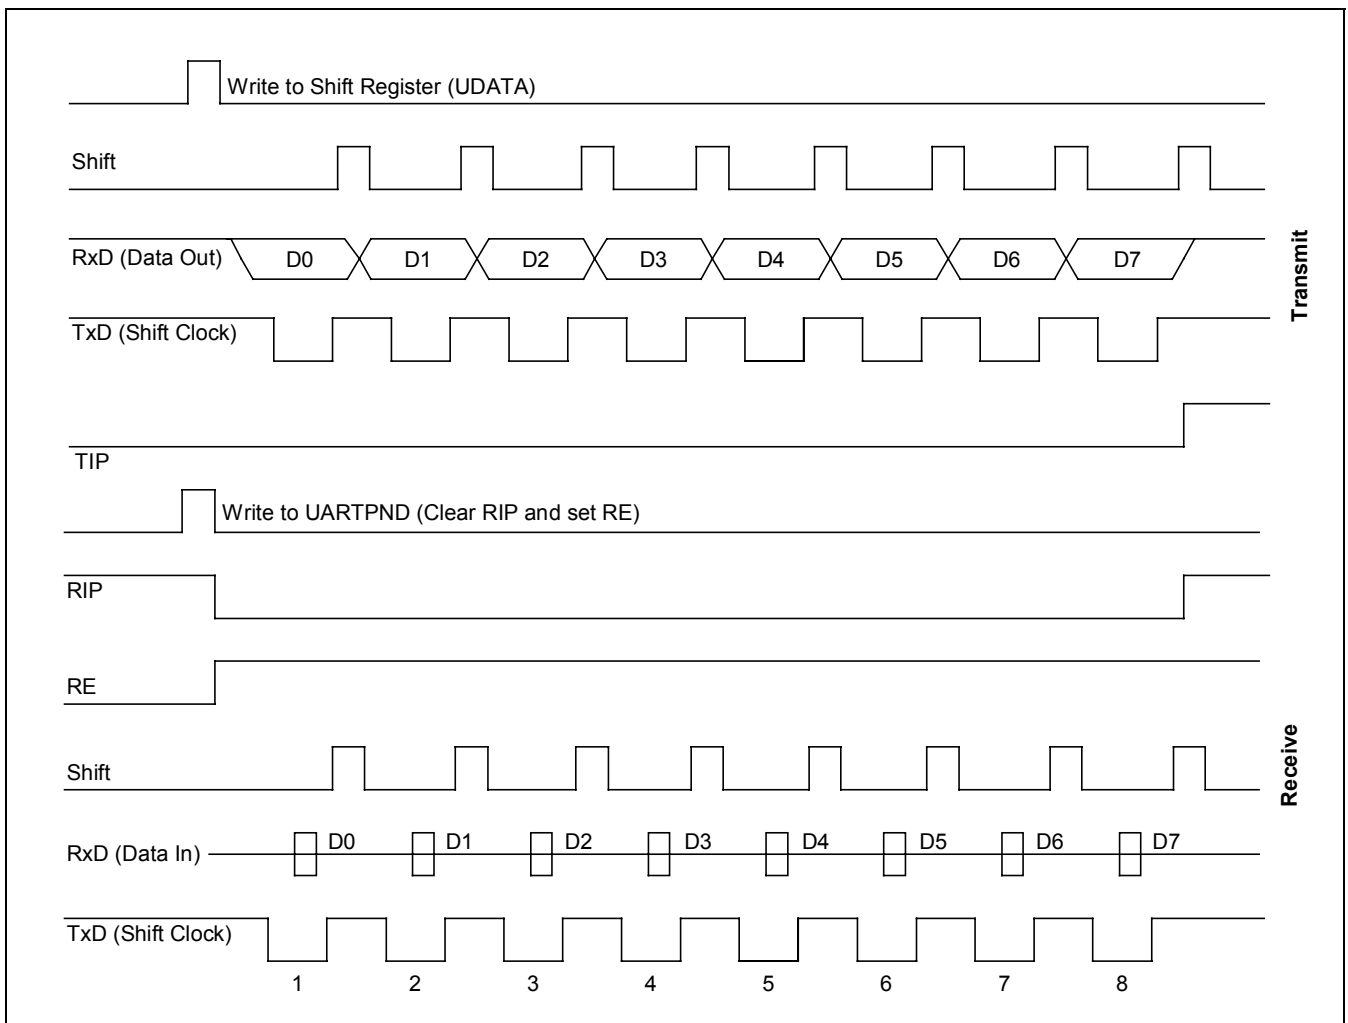 Write to Shift Register (UDATA)
Shift
RxD (Data Out)
D0 D1 D2 D3 D4 D5 D6 D7
TxD (Shift Clock)
TIP
Transmit
Write to UARTPND (Clear RIP and set RE)
RIP
RE
Shift
RxD (Data In)
D0 D1 D2 D3 D4 D5 D6 D7
TxD (Shift Clock)
1 2 3 4 5 6 7 8
Receive